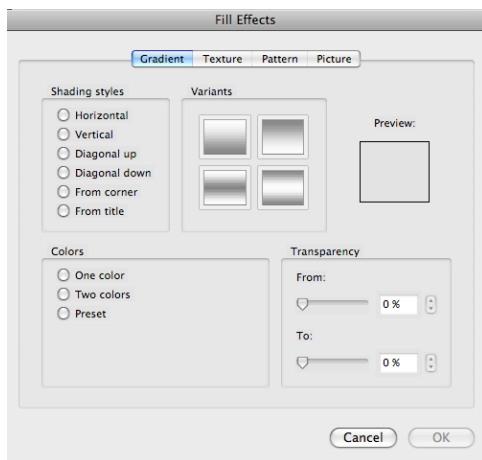 Fill Effects
Gradient Texture Pattern Picture
Shading styles
Horizontal
Vertical
Diagonal up
Diagonal down
From corner
From title
Variants
Preview:
Colors
One color
Two colors
Preset
Transparency
From:
0 %
To:
0 %
Cancel OK